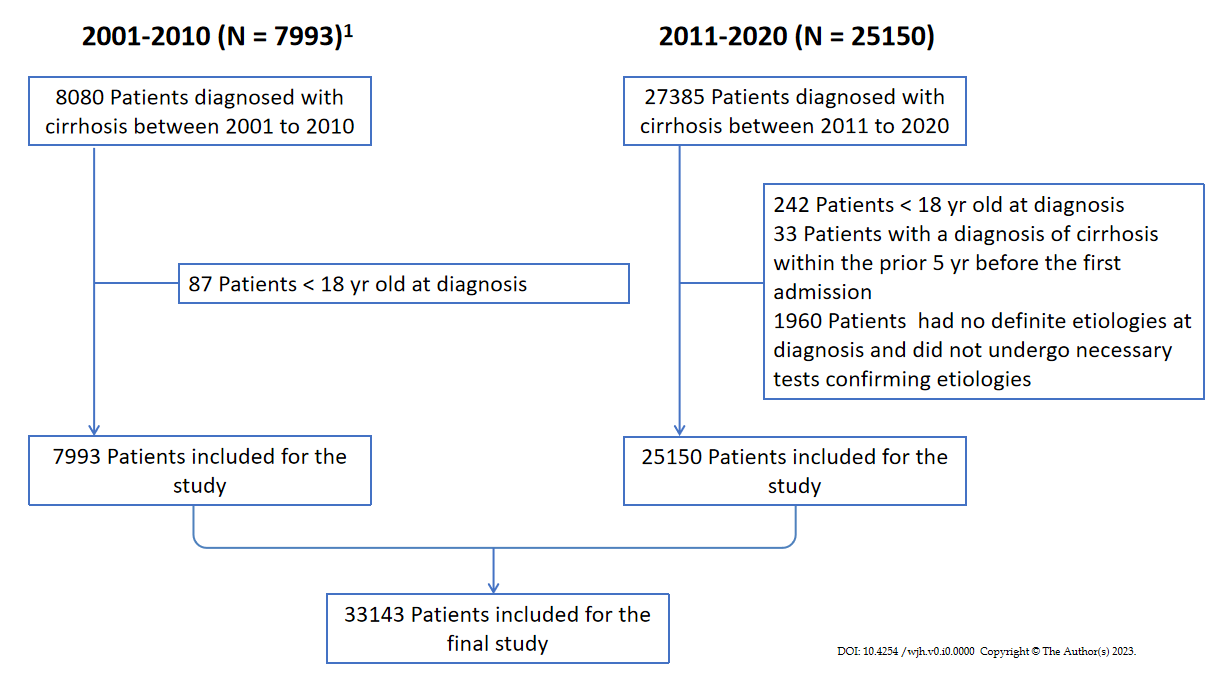 2001-2010 (N = 7993)¹
8080 Patients diagnosed with
cirrhosis between 2001 to 2010
87 Patients < 18 yr old at diagnosis
7993 Patients included for the
study
2011-2020 (N = 25150)
27385 Patients diagnosed with
cirrhosis between 2011 to 2020
242 Patients < 18 yr old at diagnosis
33 Patients with a diagnosis of cirrhosis
within the prior 5 yr before the first
admission
1960 Patients  had no definite etiologies at
diagnosis and did not undergo necessary
tests confirming etiologies
25150 Patients included for the
study
33143 Patients included for the
final study
DOI: 10.4254 /wjh.v0.i0.0000  Copyright © The Author(s) 2023.